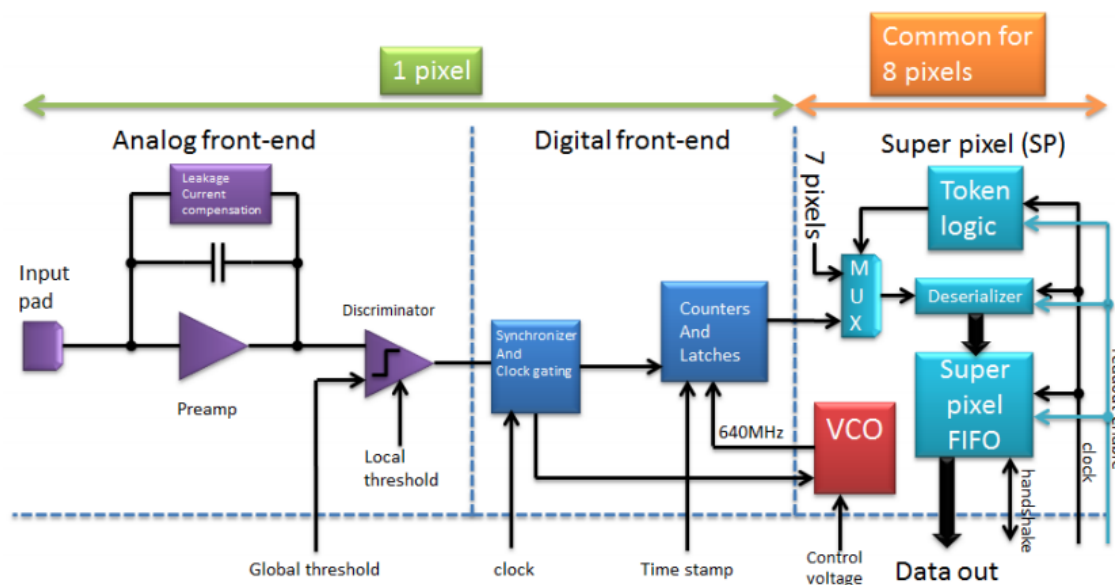 1 pixel
Common for
8 pixels
Analog front-end
Digital front-end
Super pixel (SP)
Leakage
Current
compensation
7 pixels
Token
logic
Input
pad
M
U
X
Deserializer
Discriminator
Counters
And
Latches
Synchronizer
And
Clock gating
Preamp
Super
pixel
FIFO
640MHz
VCO
Local
threshold
clock
handshake
Global threshold
clock
Time stamp
Control
voltage
Data out